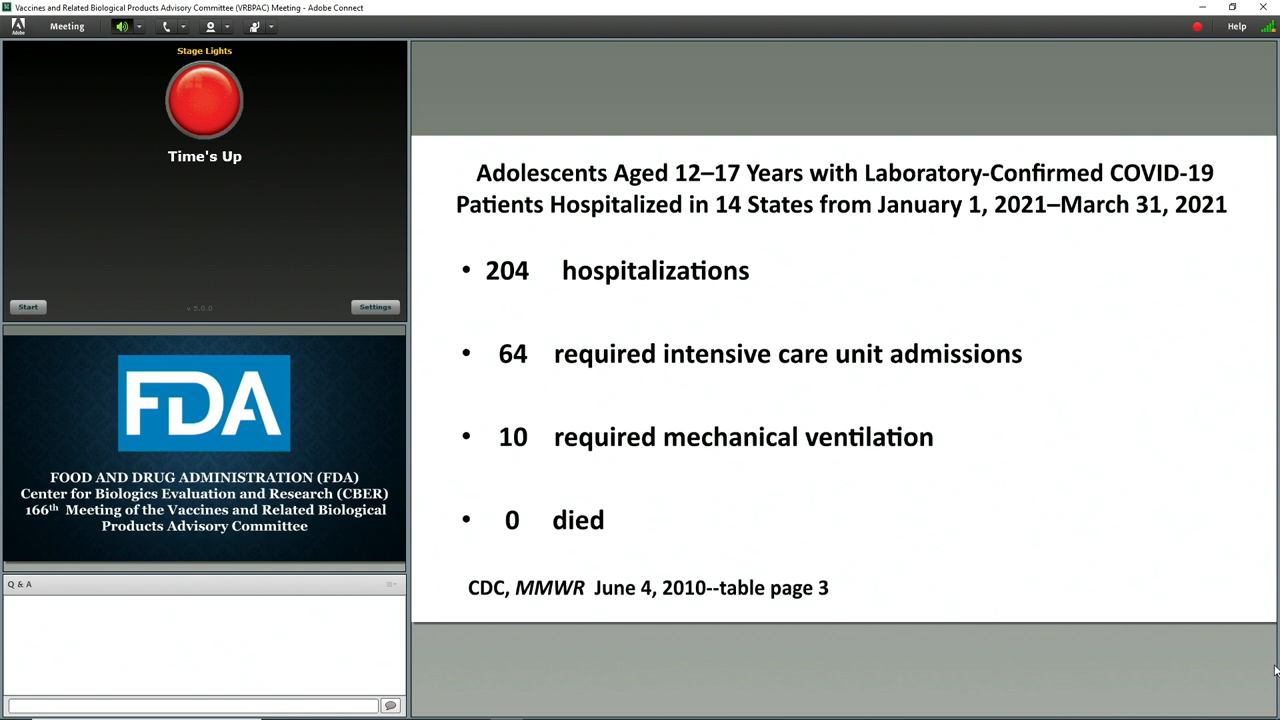 Vaccines and Related Biological Products Advisory Committee (VRBPAC) Meeting - Adobe Connect
Adobe
Meeting
Help
Stage Lights
Time's Up
Start
v 5.0.0
Settings
FDA
FOOD AND DRUG ADMINISTRATION (FDA)
Center for Biologics Evaluation and Research (CBER)
166th Meeting of the Vaccines and Related Biological
Products Advisory Committee
Q & A
Adolescents Aged 12–17 Years with Laboratory-Confirmed COVID-19
Patients Hospitalized in 14 States from January 1, 2021–March 31, 2021
• 204 hospitalizations
• 64 required intensive care unit admissions
• 10 required mechanical ventilation
• 0 died
CDC, MMWR June 4, 2010--table page 3